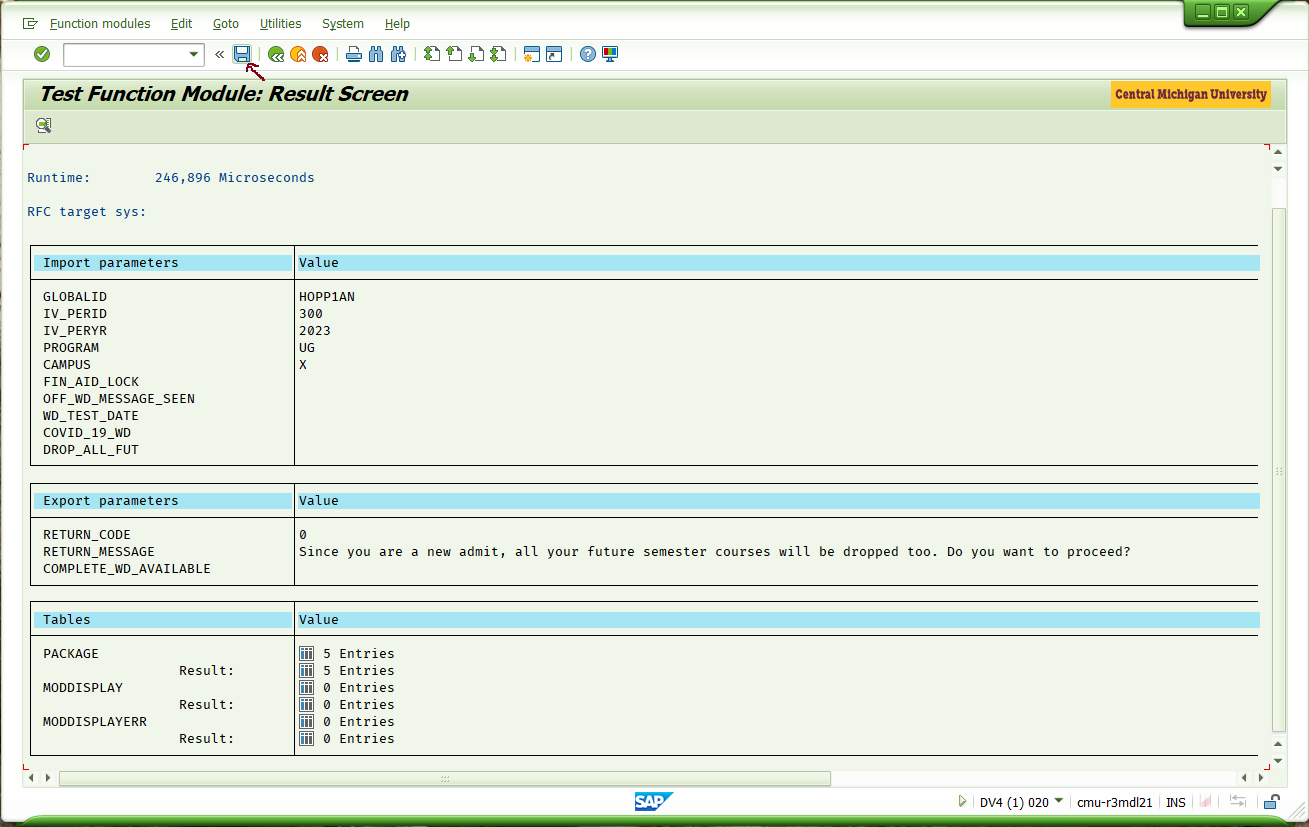 Function modules Edit Goto Utilities System Help
Test Function Module: Result Screen
Central Michigan University
Runtime: 246,896 Microseconds
RFC target sys:
Import parameters Value
GLOBALID HOPP1AN
IV_PERID 300
IV_PERYR 2023
PROGRAM UG
CAMPUS X
FIN_AID_LOCK
OFF_WD_MESSAGE_SEEN
WD_TEST_DATE
COVID_19_WD
DROP_ALL_FUT
Export parameters Value
RETURN_CODE 0
RETURN_MESSAGE Since you are a new admit, all your future semester courses will be dropped too. Do you want to proceed?
COMPLETE_WD_AVAILABLE
Tables Value
PACKAGE 5 Entries
Result: 5 Entries
MODDISPLAY 0 Entries
Result: 0 Entries
MODDISPLAYERR 0 Entries
Result: 0 Entries
SAP DV4 (1) 020 cmu-r3mdl21 INS